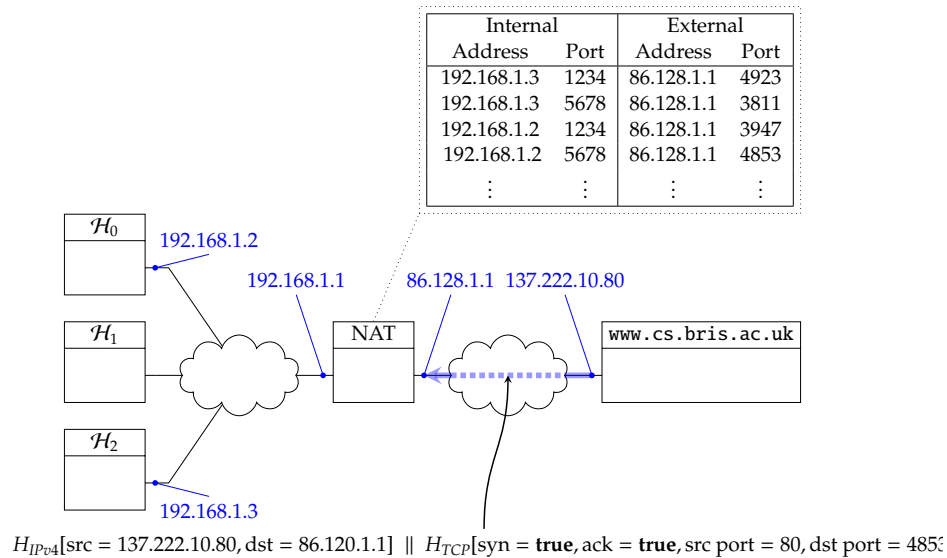 Internal External
Address Port Address Port
192.168.1.3 1234 86.128.1.1 4923
192.168.1.3 5678 86.128.1.1 3811
192.168.1.2 1234 86.128.1.1 3947
192.168.1.2 5678 86.128.1.1 4853
⋮ ⋮ ⋮ ⋮
H₀
192.168.1.2
192.168.1.1 86.128.1.1 137.222.10.80
H₁ NAT www.cs.bris.ac.uk
H₂
192.168.1.3
H_IPv4[src = 137.222.10.80, dst = 86.120.1.1] ∥ H_TCP[syn = true, ack = true, src port = 80, dst port = 485